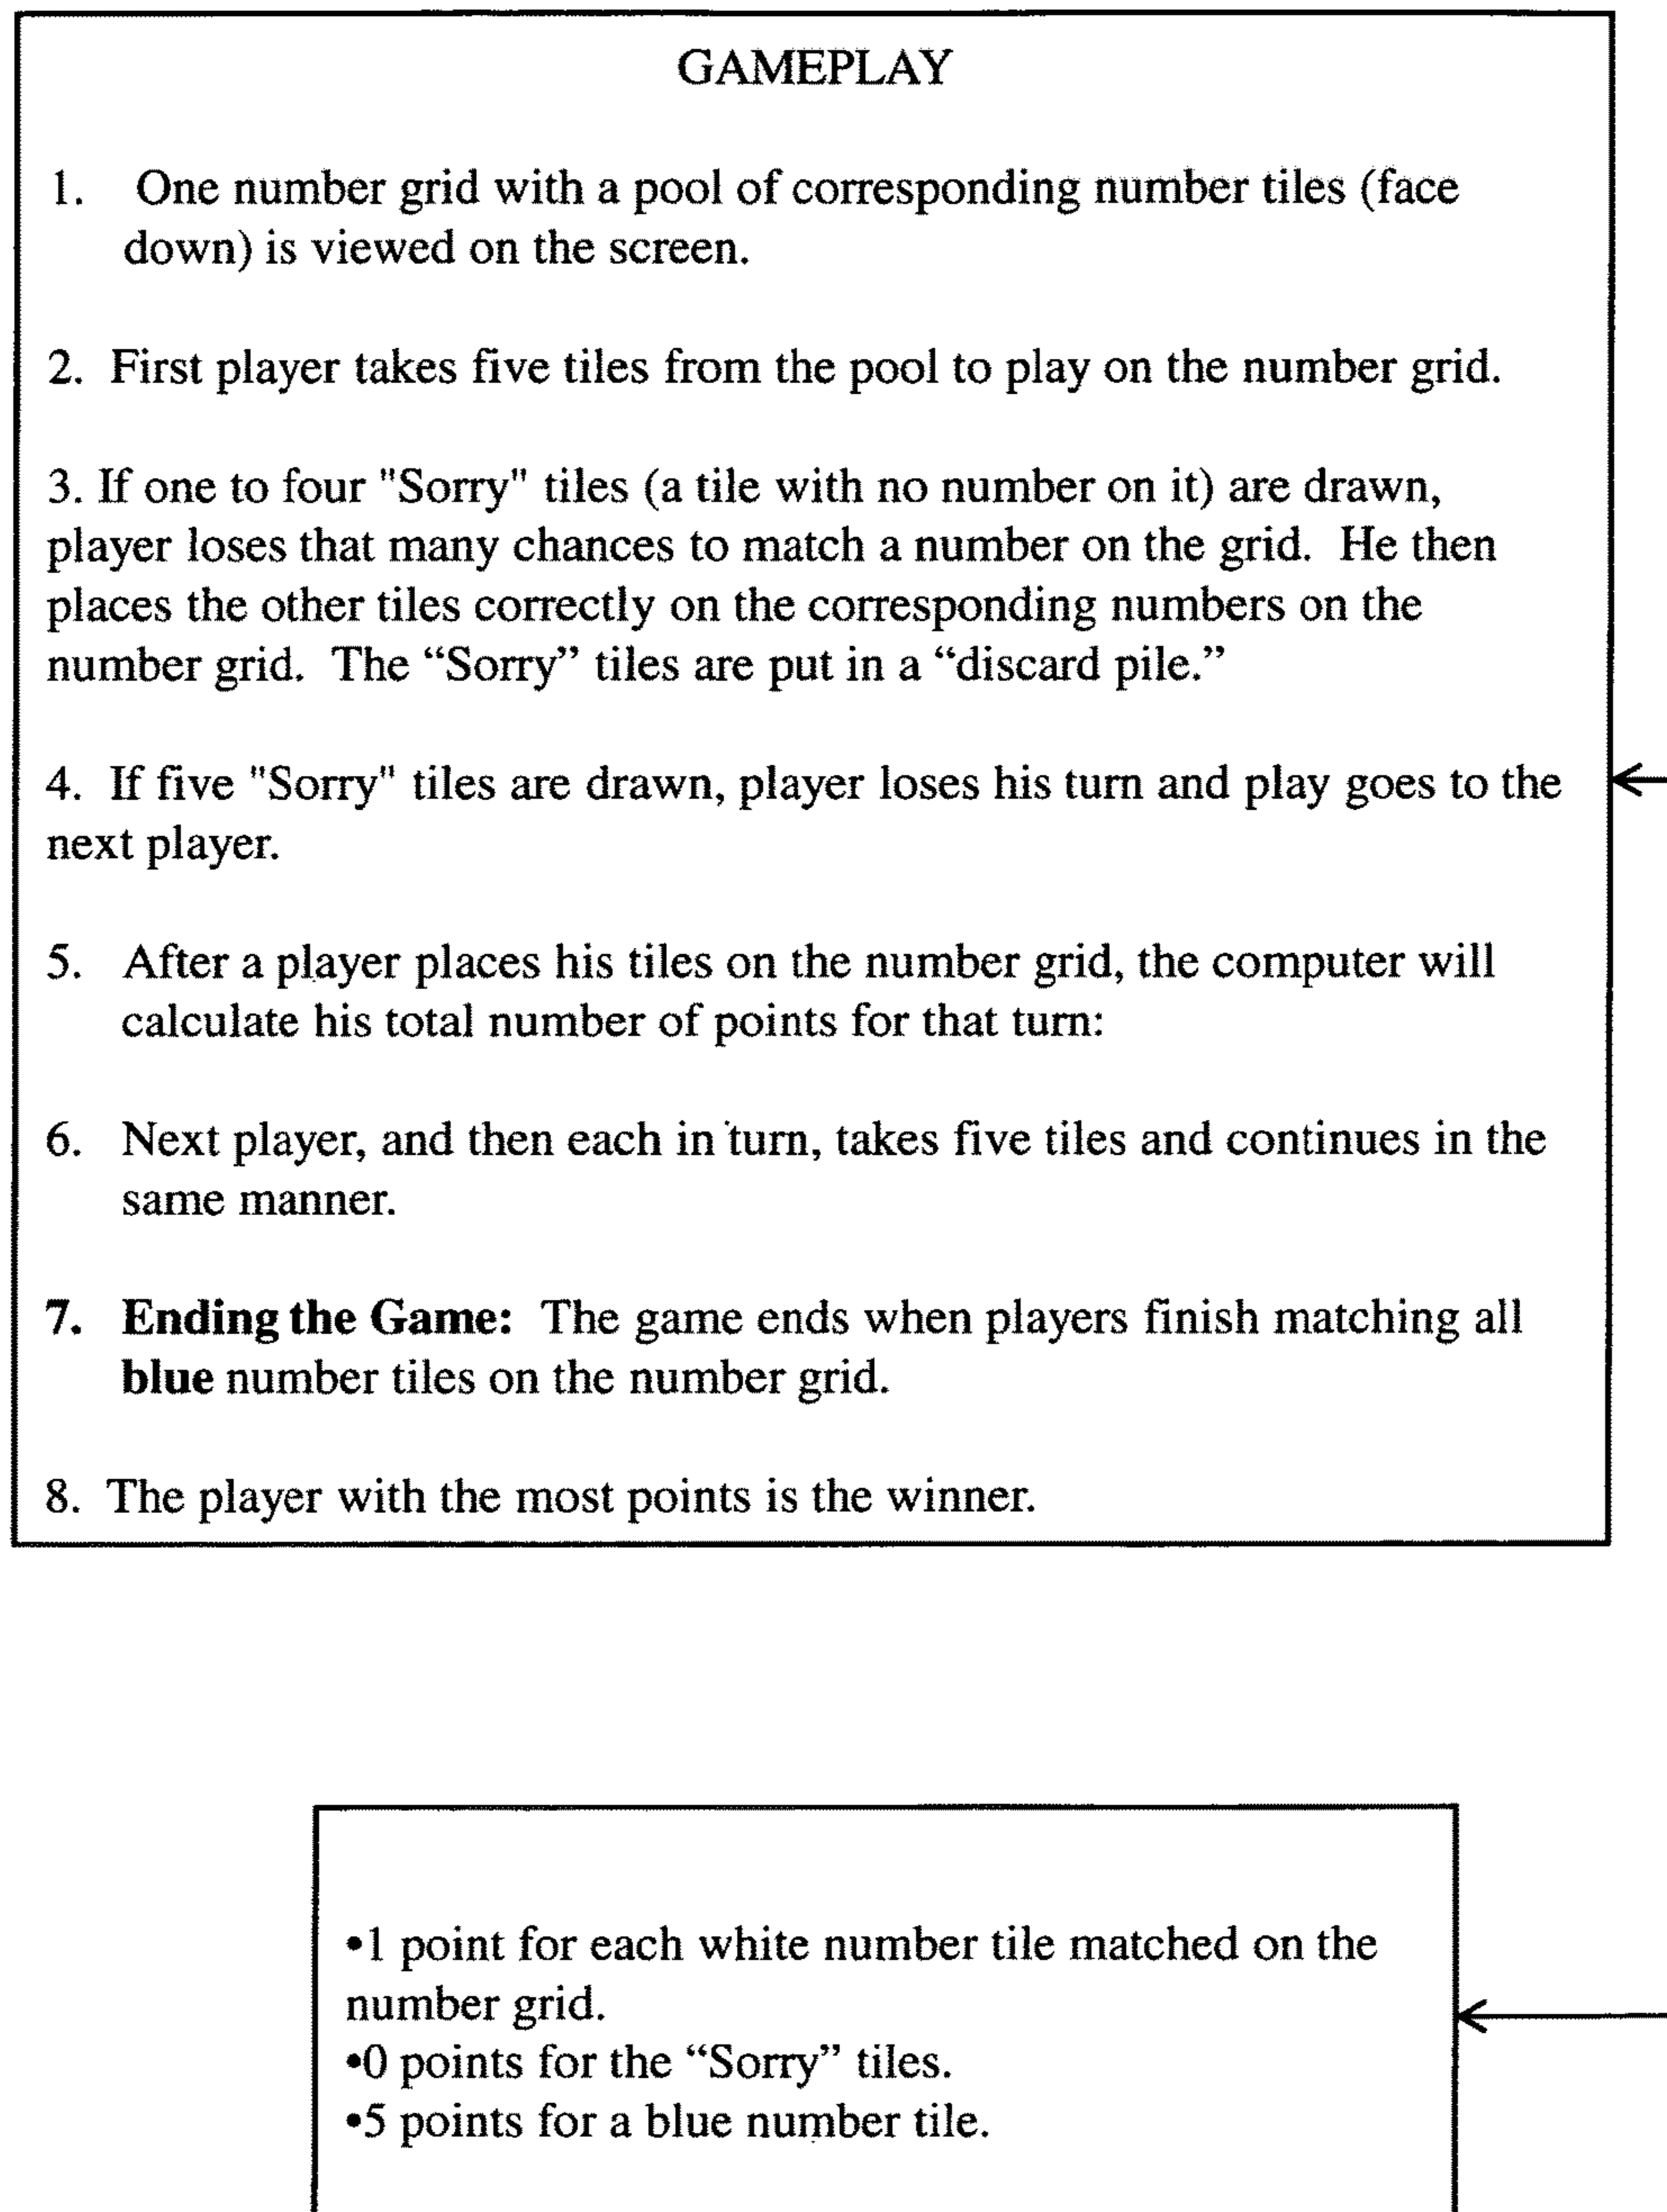 GAMEPLAY
1. One number grid with a pool of corresponding number tiles (face
down) is viewed on the screen.
2. First player takes five tiles from the pool to play on the number grid.
3. If one to four "Sorry" tiles (a tile with no number on it) are drawn,
player loses that many chances to match a number on the grid. He then
places the other tiles correctly on the corresponding numbers on the
number grid. The “Sorry” tiles are put in a “discard pile.”
4. If five "Sorry" tiles are drawn, player loses his turn and play goes to the
next player.
5. After a player places his tiles on the number grid, the computer will
calculate his total number of points for that turn:
6. Next player, and then each in turn, takes five tiles and continues in the
same manner.
7. Ending the Game: The game ends when players finish matching all
blue number tiles on the number grid.
8. The player with the most points is the winner.
•1 point for each white number tile matched on the
number grid.
•0 points for the “Sorry” tiles.
•5 points for a blue number tile.